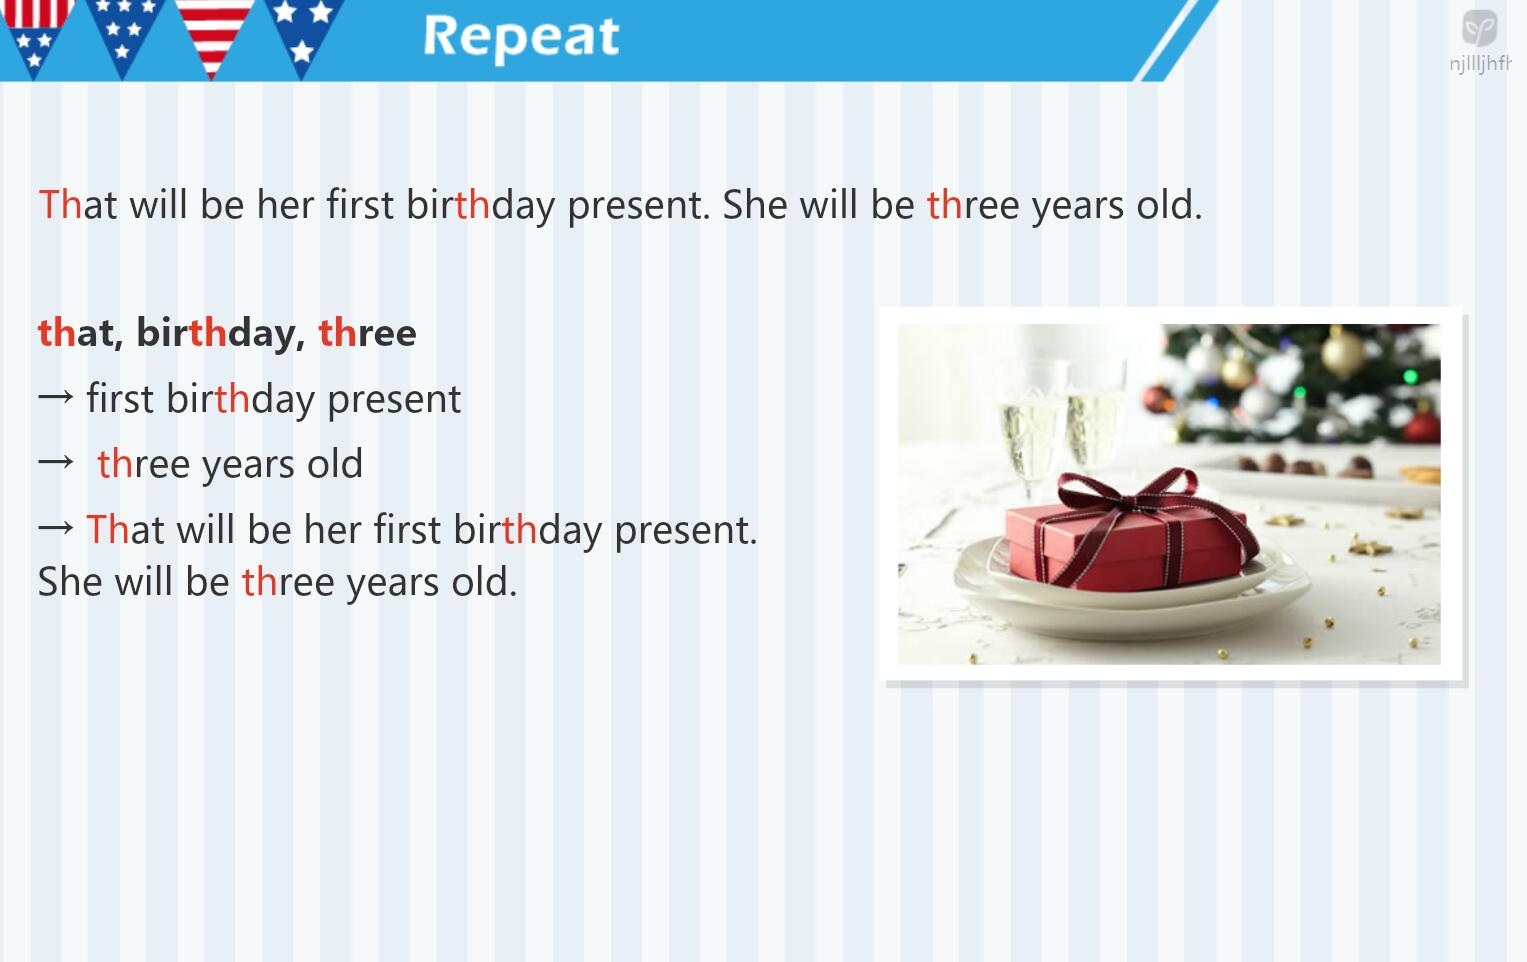 Repeat
njllljhfh
That will be her first birthday present. She will be three years old.
that, birthday, three
→ first birthday present
→ three years old
→ That will be her first birthday present.
She will be three years old.